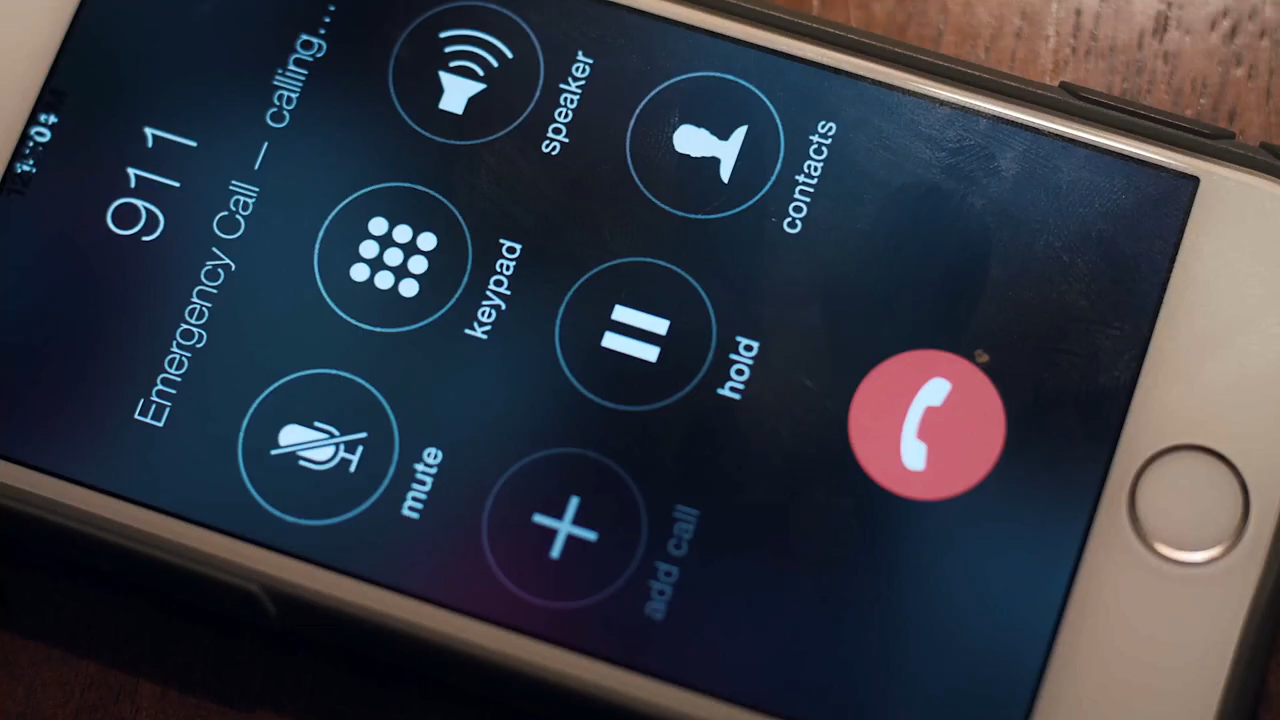 911
Emergency Call – calling...
mute
keypad
speaker
add call
hold
contacts